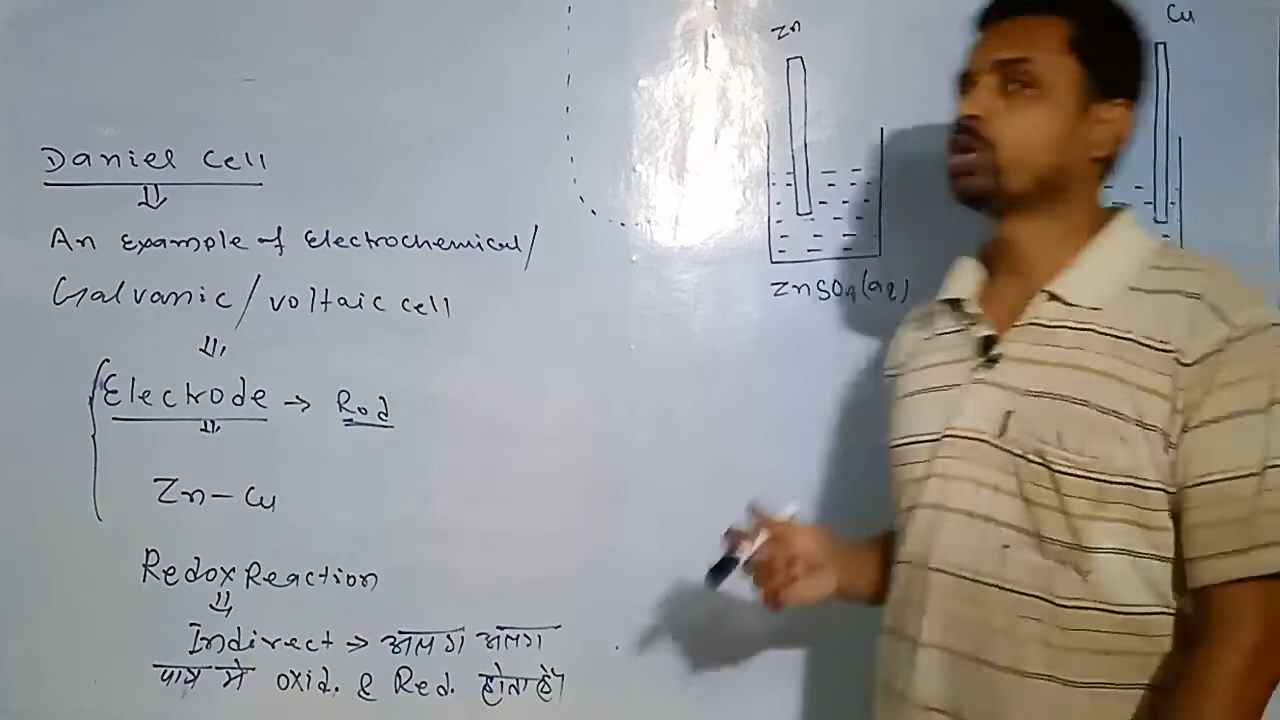 Daniel Cell
⇓
An Example of Electrochemical/
Galvanic/voltaic cell
⇓
Electrode → Rod
⇓
Zn-Cu
Redox Reaction
⇓
Indirect → अलग अलग
पात्र मे oxid. & Red. होता है।
Zn
ZnSO4(aq)
Cu